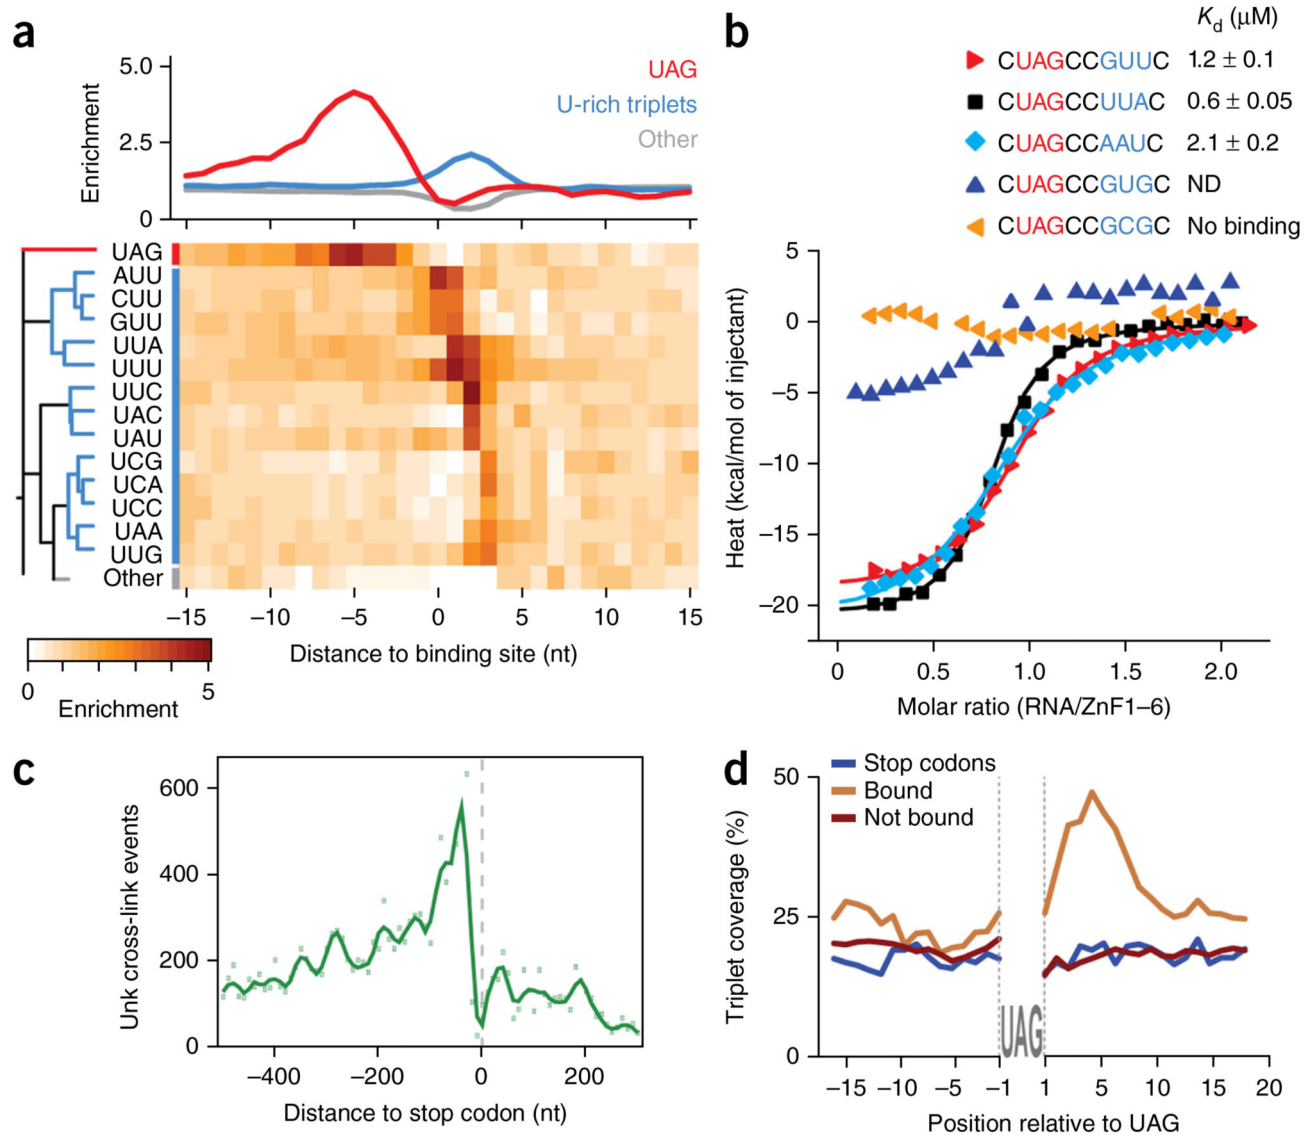 a
5.0
2.5
0
Enrichment
UAG
U-rich triplets
Other
UAG
AUU
CUU
GUU
UUA
UUU
UUC
UAC
UAU
UCG
UCA
UCC
UAA
UUG
Other
−15 −10 −5 0 5 10 15
Distance to binding site (nt)
0 5
Enrichment
b
Kd (μM)
CUAGCCGUUC 1.2 ± 0.1
CUAGCCUUAC 0.6 ± 0.05
CUAGCCAAUC 2.1 ± 0.2
CUAGCCGUGC ND
CUAGCCGCGC No binding
5
0
−5
−10
−15
−20
Heat (kcal/mol of injectant)
0 0.5 1.0 1.5 2.0
Molar ratio (RNA/ZnF1–6)
c
600
400
200
0
Unk cross-link events
−400 −200 0 200
Distance to stop codon (nt)
d
Stop codons
Bound
Not bound
50
25
0
Triplet coverage (%)
UAG
−15 −10 −5 −1 1 5 10 15 20
Position relative to UAG